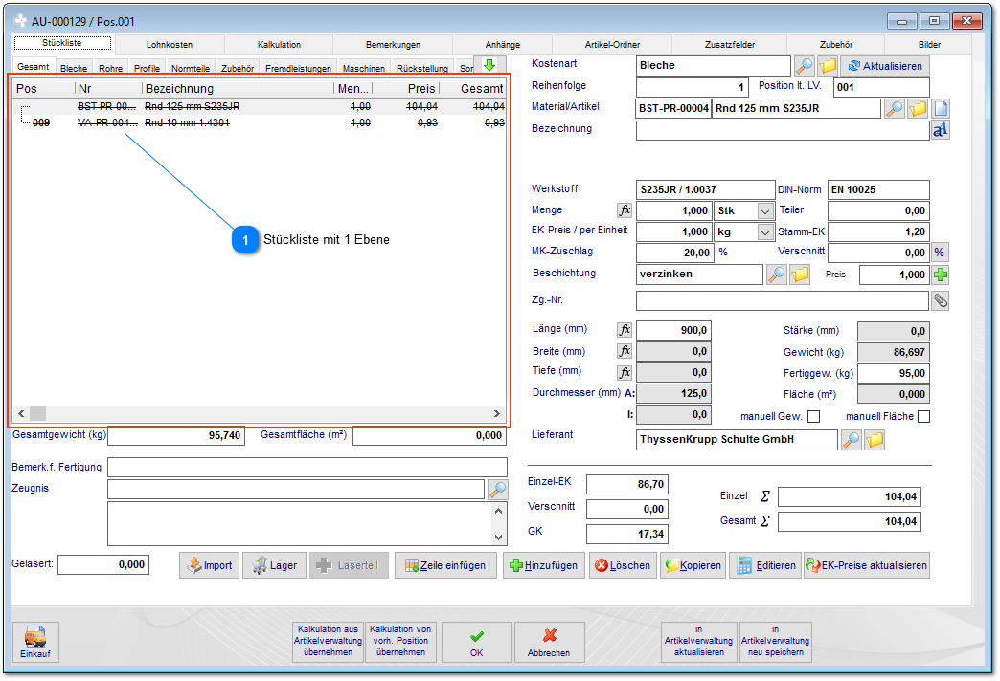 AU-000129 / Pos.001
Stückliste Lohnkosten Kalkulation Bemerkungen Anhänge Artikel-Ordner Zusatzfelder Zubehör Bilder
Gesamt Bleche Rohre Profile Normteile Zubehör Fremdleistungen Maschinen Rückstellung Sor
Pos Nr Bezeichnung Men... Preis Gesamt
BST-PR-00... Rnd 125 mm S235JR 1,00 104,04 104,04
009 VA-PR-004... Rnd 10 mm 1.4301 1,00 0,93 0,93
1 Stückliste mit 1 Ebene
Gesamtgewicht (kg) 95,740 Gesamtfläche (m²) 0,000
Bemerk.f. Fertigung
Zeugnis
Gelasert: 0,000
Kostenart Bleche Aktualisieren
Reihenfolge 1 Position lt. LV. 001
Material/Artikel BST-PR-00004 Rnd 125 mm S235JR
Bezeichnung
Werkstoff S235JR / 1.0037 DIN-Norm EN 10025
Menge fx 1,000 Stk Teiler 0,00
EK-Preis / per Einheit 1,000 kg Stamm-EK 1,20
MK-Zuschlag 20,00 % Verschnitt 0,00 %
Beschichtung verzinken Preis 1,000
Zg.-Nr.
Länge (mm) fx 900,0 Stärke (mm) 0,0
Breite (mm) fx 0,0 Gewicht (kg) 86,697
Tiefe (mm) fx 0,0 Fertiggew. (kg) 95,00
Durchmesser (mm) A: 125,0 Fläche (m²) 0,000
I: 0,0 manuell Gew. manuell Fläche
Lieferant ThyssenKrupp Schulte GmbH
Einzel-EK 86,70
Verschnitt 0,00
GK 17,34
Einzel Σ 104,04
Gesamt Σ 104,04
Import Lager Laserteil Zeile einfügen Hinzufügen Löschen Kopieren Editieren EK-Preise aktualisieren
Einkauf
Kalkulation aus
Artikelverwaltung
übernehmen
Kalkulation von
vorh. Position
übernehmen
OK
Abbrechen
in
Artikelverwaltung
aktualisieren
in
Artikelverwaltung
neu speichern